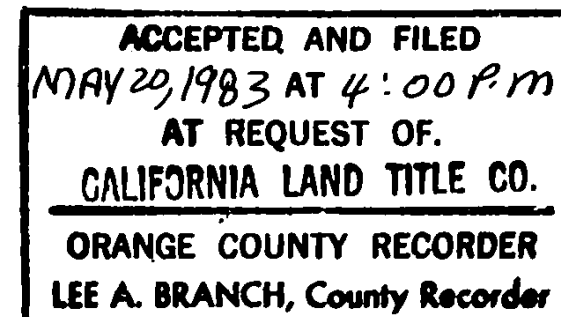 ACCEPTED AND FILED
MAY 20, 1983 AT 4:00 P.m
AT REQUEST OF.
CALIFORNIA LAND TITLE CO.
ORANGE COUNTY RECORDER
LEE A. BRANCH, County Recorder